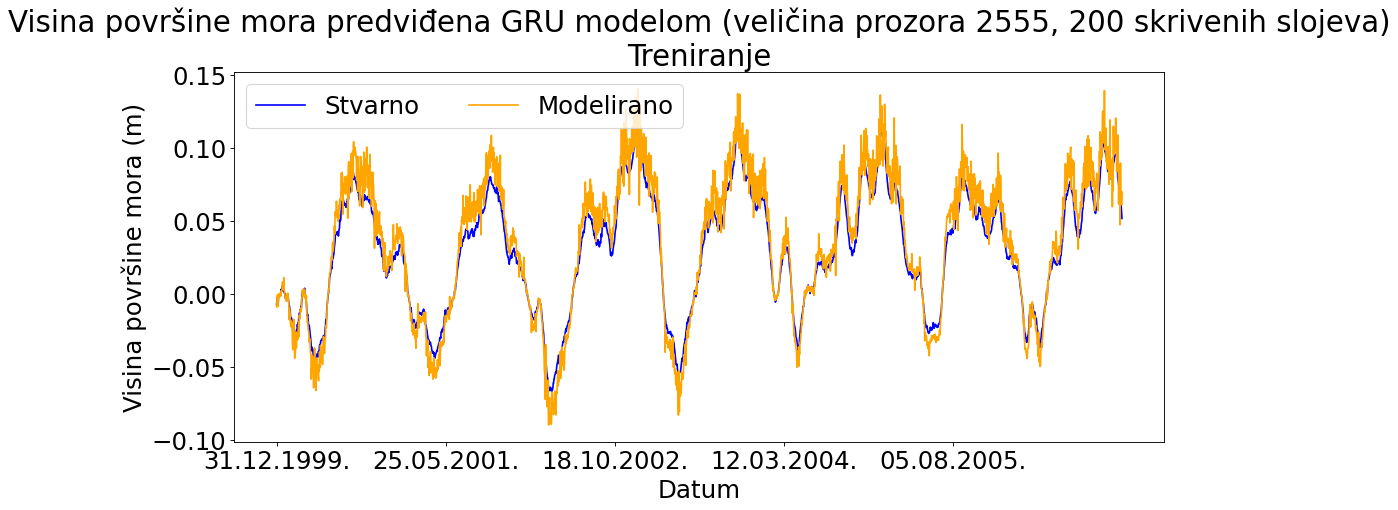 Visina površine mora predviđena GRU modelom (veličina prozora 2555, 200 skrivenih slojeva)
Treniranje
Stvarno Modelirano
Visina površine mora (m)
0.15
0.10
0.05
0.00
−0.05
−0.10
31.12.1999. 25.05.2001. 18.10.2002. 12.03.2004. 05.08.2005.
Datum